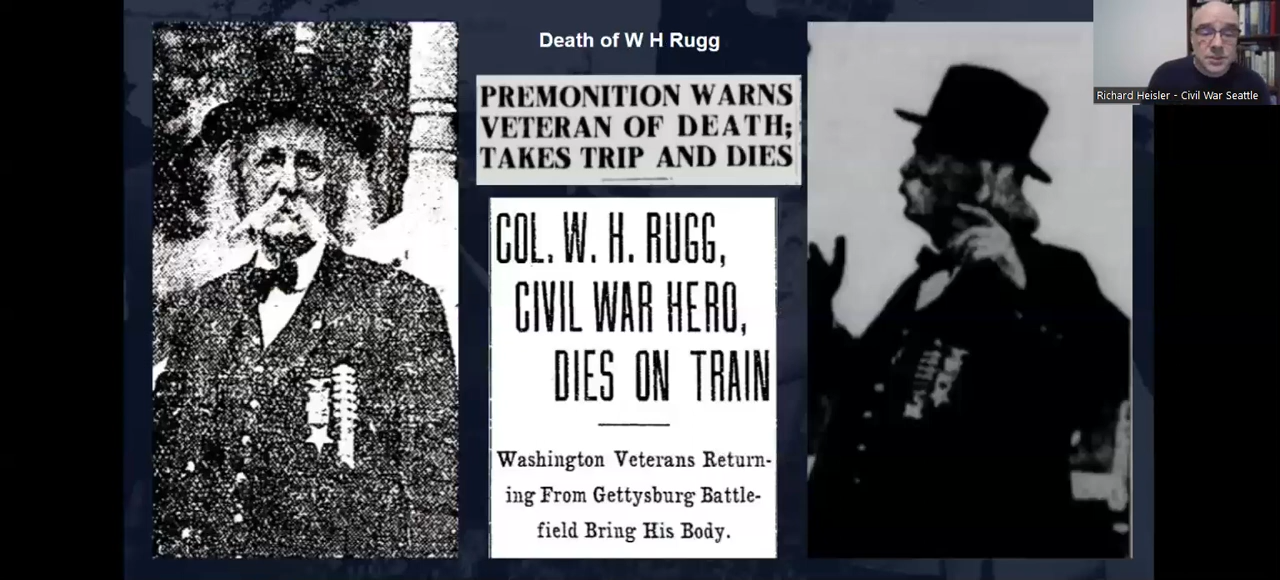 Death of W H Rugg
PREMONITION WARNS
VETERAN OF DEATH;
TAKES TRIP AND DIES
COL. W. H. RUGG,
CIVIL WAR HERO,
DIES ON TRAIN
Washington Veterans Return-
ing From Gettysburg Battle-
field Bring His Body.
Richard Heisler - Civil War Seattle